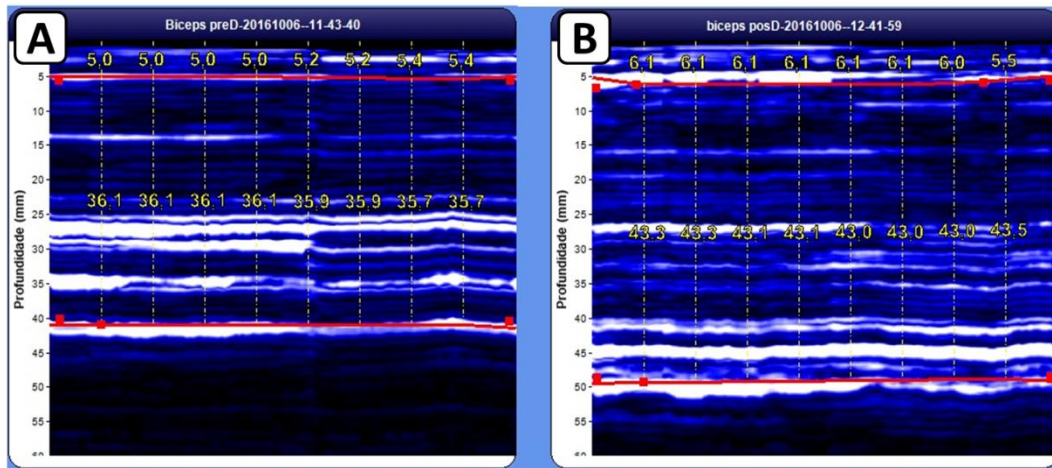 A
Biceps preD-20161006--11-43-40
5,0 5,0 5,0 5,0 5,2 5,2 5,4 5,4
36,1 36,1 36,1 36,1 35,9 35,9 35,7 35,7
Profundidade (mm)
5
10
15
20
25
30
35
40
45
50
55
60
B
biceps posD-20161006--12-41-59
6,1 6,1 6,1 6,1 6,1 6,1 6,0 5,5
43,3 43,3 43,1 43,1 43,0 43,0 43,0 43,5
Profundidade (mm)
5
10
15
20
25
30
35
40
45
50
55
60